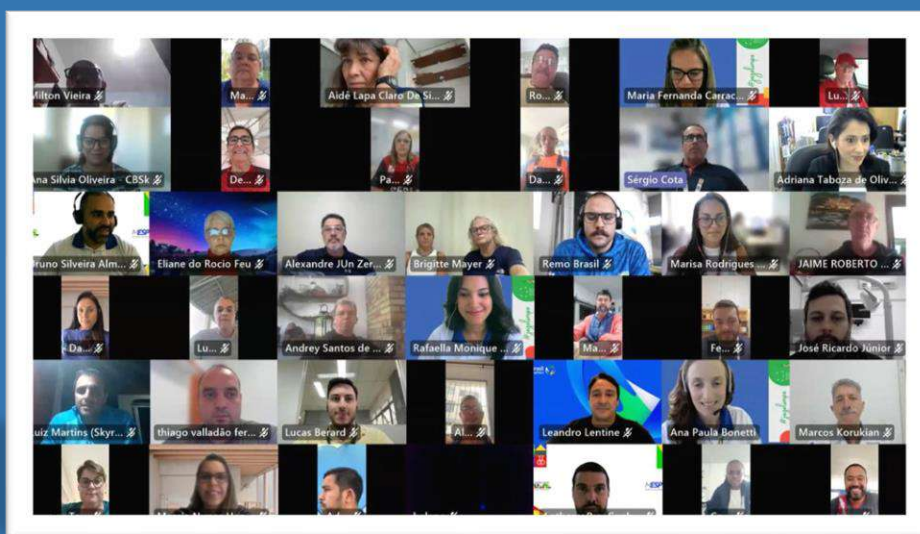 Milton Vieira
Ma...
Aidê Lapa Claro De Si...
Ro...
Maria Fernanda Carrac...
Lu...
Ana Silvia Oliveira - CBSk
De...
Pa...
Da...
Sérgio Cota
Adriana Taboza de Oliv...
Bruno Silveira Alm...
Eliane do Rocio Feu
Alexandre JUn Zer...
Brigitte Mayer
Remo Brasil
Marisa Rodrigues ...
JAIME ROBERTO ...
Da...
Lu...
Andrey Santos de ...
Rafaella Monique ...
Ma...
Fe...
José Ricardo Júnior
Luiz Martins (Skyr...
thiago valladão fer...
Lucas Berard
Al...
Leandro Lentine
Ana Paula Bonetti
Marcos Korukian